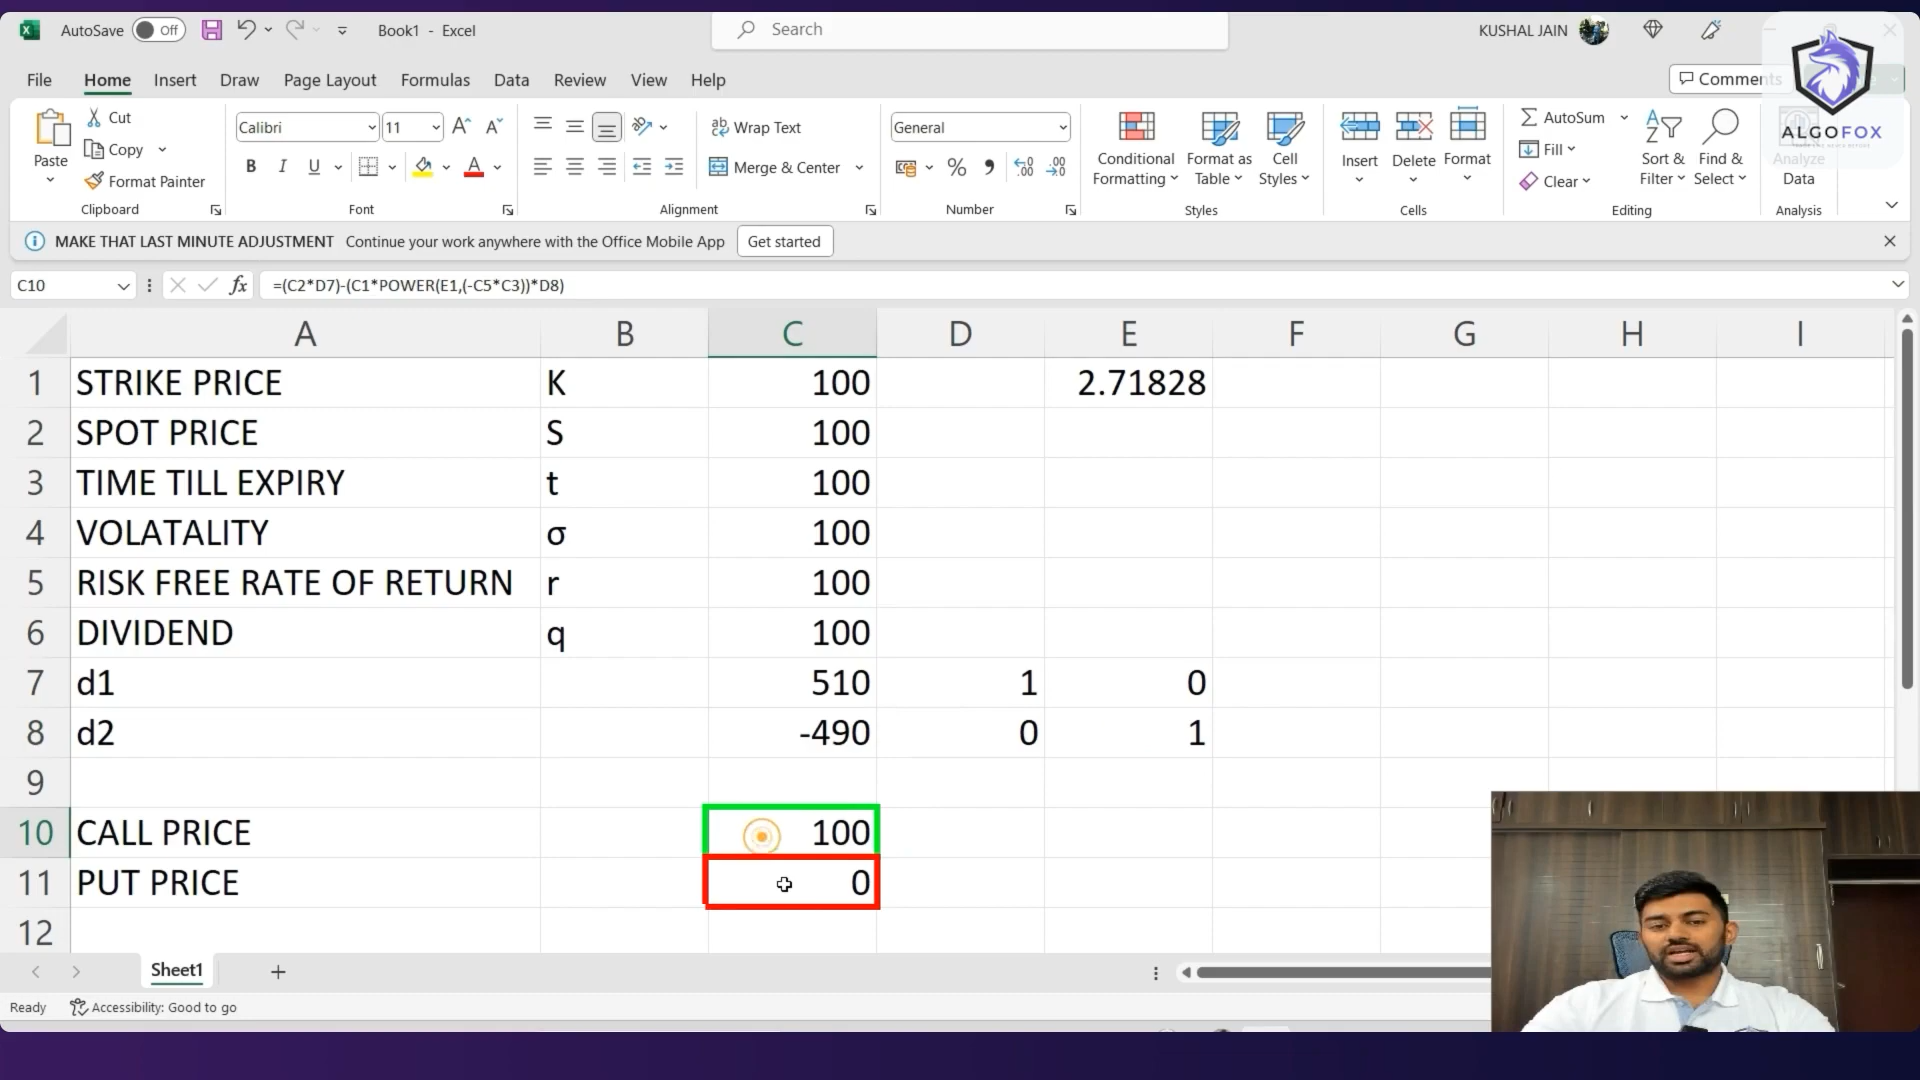 AutoSave Off Book1 - Excel Search KUSHAL JAIN
File Home Insert Draw Page Layout Formulas Data Review View Help Comments
Paste Cut Copy Format Painter Clipboard
Calibri 11 B I U A Font
Wrap Text Merge & Center Alignment
General % Number
Conditional Formatting Format as Table Cell Styles Styles
Insert Delete Format Cells
AutoSum Fill Clear Sort & Filter Find & Select Editing
Analyze Data Analysis
ALGOFOX
MAKE THAT LAST MINUTE ADJUSTMENT Continue your work anywhere with the Office Mobile App Get started
C10 fx =(C2*D7)-(C1*POWER(E1,(-C5*C3))*D8)
A B C D E F G H I
1 STRIKE PRICE K 100 2.71828
2 SPOT PRICE S 100
3 TIME TILL EXPIRY t 100
4 VOLATALITY σ 100
5 RISK FREE RATE OF RETURN r 100
6 DIVIDEND q 100
7 d1 510 1 0
8 d2 -490 0 1
9
10 CALL PRICE 100
11 PUT PRICE 0
12
Sheet1
Ready Accessibility: Good to go